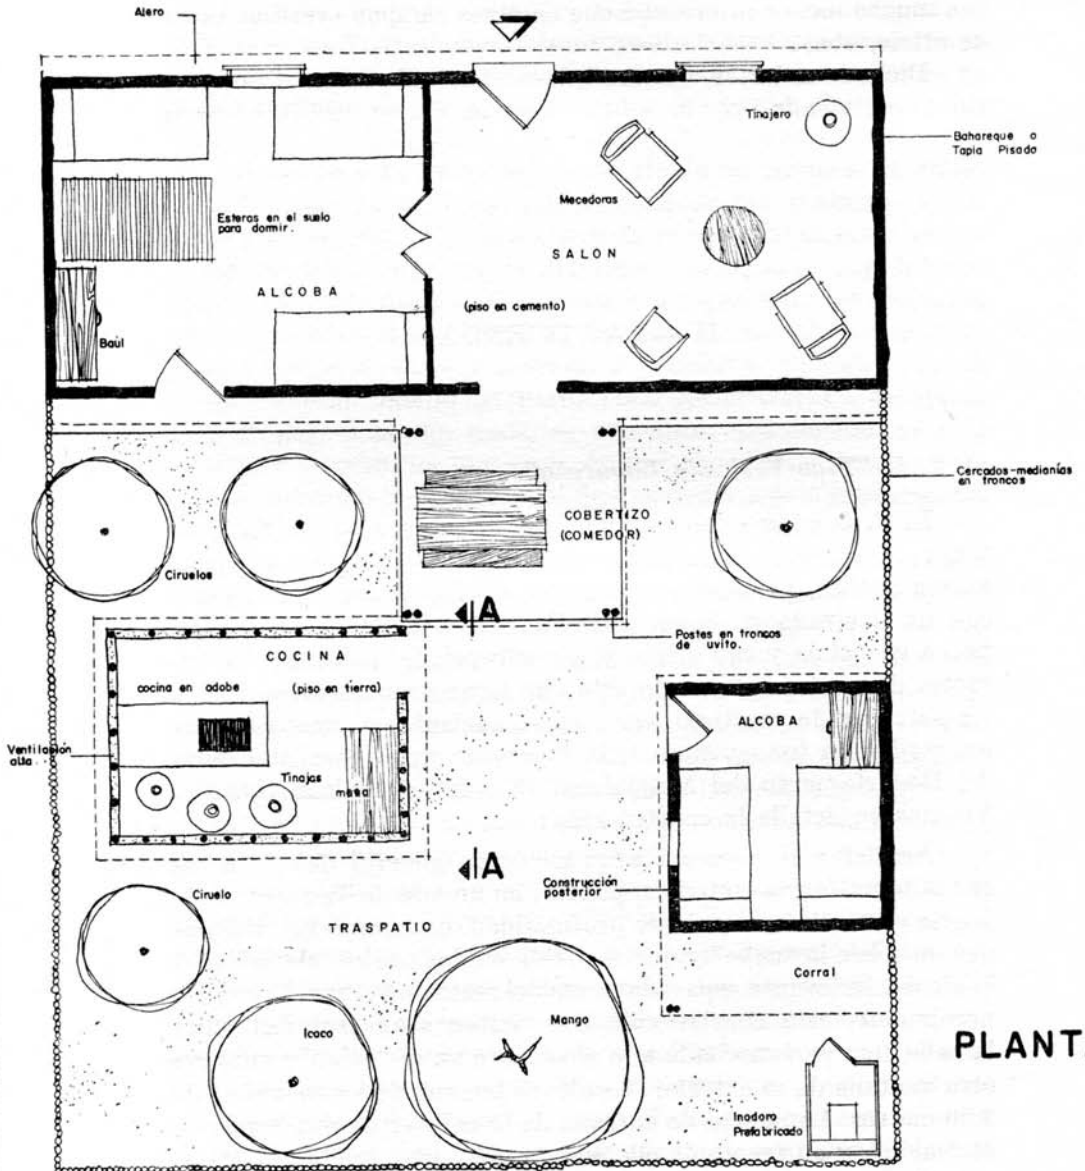 Alero
Tinajero
Bahareque o
Tapia Pisada
Mecedoras
Esteras en el suelo
para dormir.
SALON
ALCOBA
(piso en cemento)
Baúl
Cercados-medianías
en troncos
COBERTIZO
(COMEDOR)
Ciruelos
A
Postes en troncos
de uvito.
COCINA
cocina en adobe
(piso en tierra)
ALCOBA
Ventilación
alta.
Tinajas
mesa
A
Construcción
posterior
Ciruelo
TRASPATIO
Corral
Icaco
Mango
PLANT
Inodoro
Prefabricado